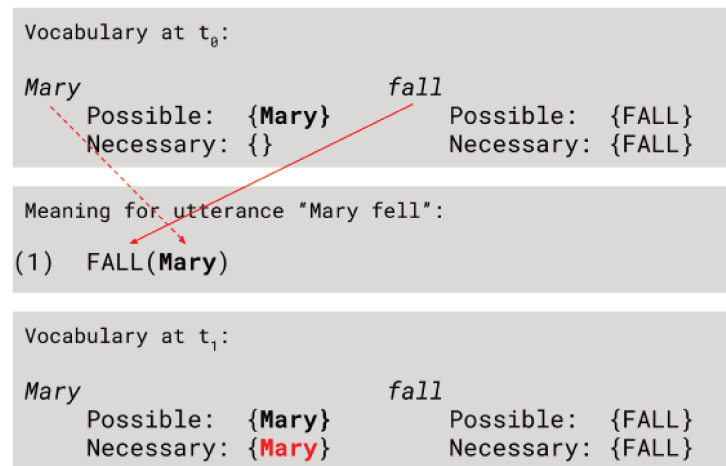 Vocabulary at t₀:
Mary fall
Possible: {Mary} Possible: {FALL}
Necessary: {} Necessary: {FALL}
Meaning for utterance “Mary fell”:
(1) FALL(Mary)
Vocabulary at t₁:
Mary fall
Possible: {Mary} Possible: {FALL}
Necessary: {Mary} Necessary: {FALL}